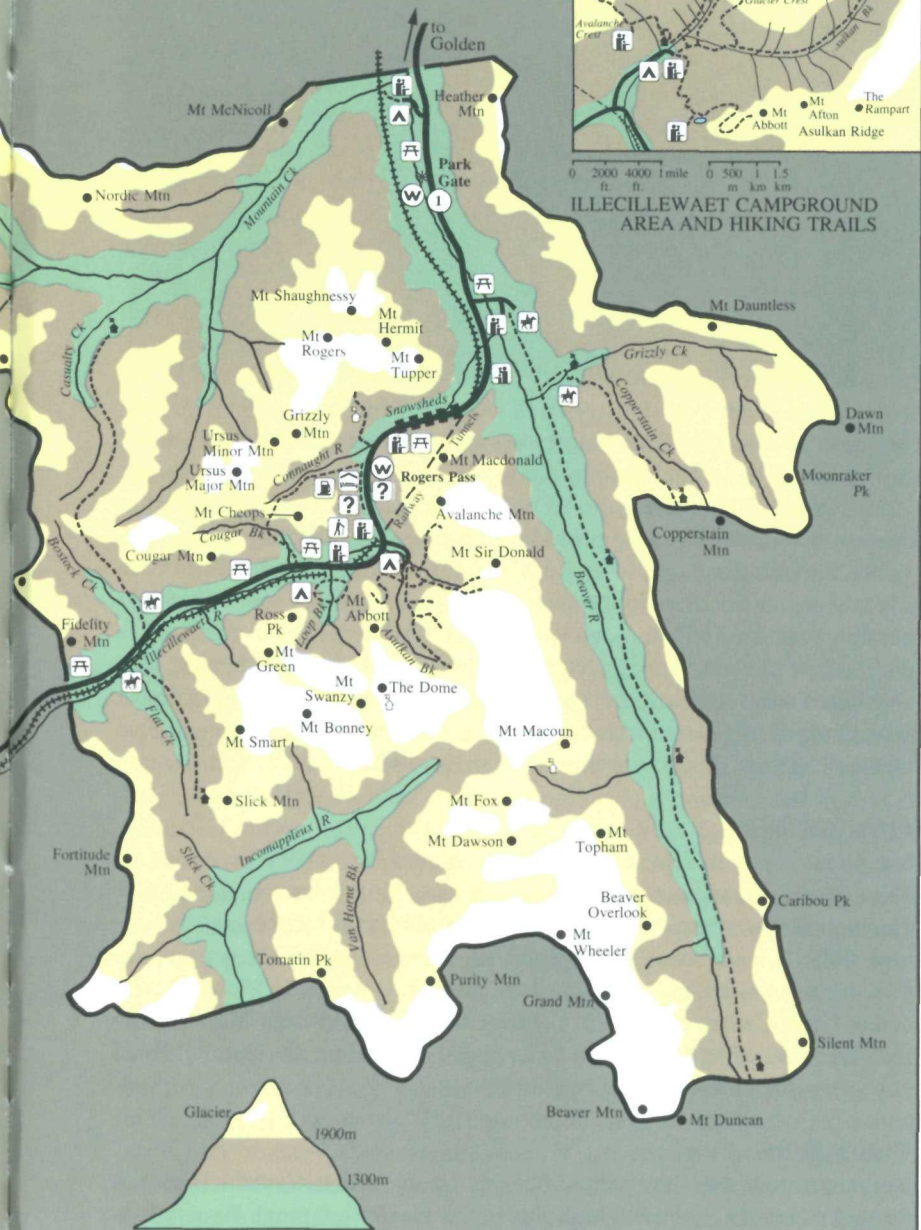 to
Golden
Glacier Crest
Avalanche
Crest
Asulkan Bk
Mt
Abbott
Mt
Afton
The
Rampart
Asulkan Ridge
0 2000 4000 1 mile
ft. ft.
0 500 1 1.5
m km km
ILLECILLEWAET CAMPGROUND
AREA AND HIKING TRAILS
Mt McNicoll
Heather
Mtn
Park
Gate
W
1
Nordic Mtn
Mountain Ck
Mt Shaughnessy
Mt
Hermit
Mt
Rogers
Mt
Tupper
Mt Dauntless
Casualty Ck
Grizzly Ck
Copperstain Ck
Snowsheds
Tunnels
Grizzly
Mtn
Ursus
Minor Mtn
Ursus
Major Mtn
Connaught R
W
?
?
Mt Macdonald
Rogers Pass
Railway
Dawn
Mtn
Moonraker
Pk
Copperstain
Mtn
Mt Cheops
Cougar Bk
Avalanche Mtn
Cougar Mtn
Mt Sir Donald
Bostock Ck
Beaver R
Illecillewaet R
Ross
Pk
Loop Bk
Mt
Abbott
Asulkan Bk
Fidelity
Mtn
Mt
Green
Flat Ck
Mt
Swanzy
The Dome
Mt Bonney
Mt Smart
Mt Macoun
Slick Mtn
Mt Fox
Mt Dawson
Mt
Topham
Incomappleux R
Slick Ck
Fortitude
Mtn
Van Horne Bk
Beaver
Overlook
Caribou Pk
Mt
Wheeler
Tomatin Pk
Purity Mtn
Grand Mtn
Silent Mtn
Beaver Mtn
Mt Duncan
Glacier
1900m
1300m